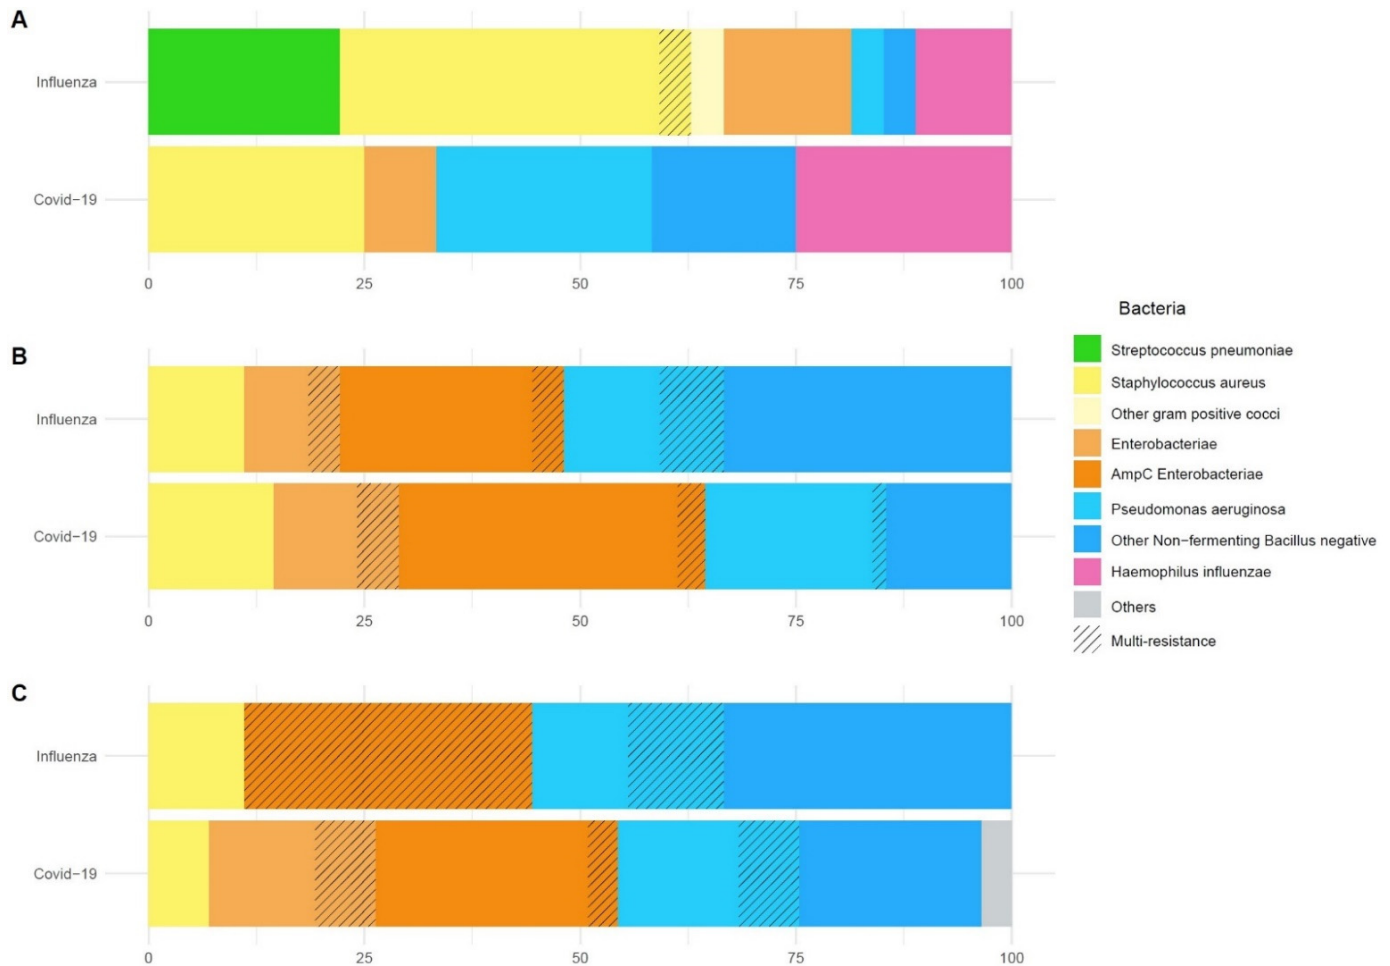 A
Influenza
Covid−19
0 25 50 75 100
B
Influenza
Covid−19
0 25 50 75 100
C
Influenza
Covid−19
0 25 50 75 100
Bacteria
Streptococcus pneumoniae
Staphylococcus aureus
Other gram positive cocci
Enterobacteriae
AmpC Enterobacteriae
Pseudomonas aeruginosa
Other Non−fermenting Bacillus negative
Haemophilus influenzae
Others
Multi−resistance